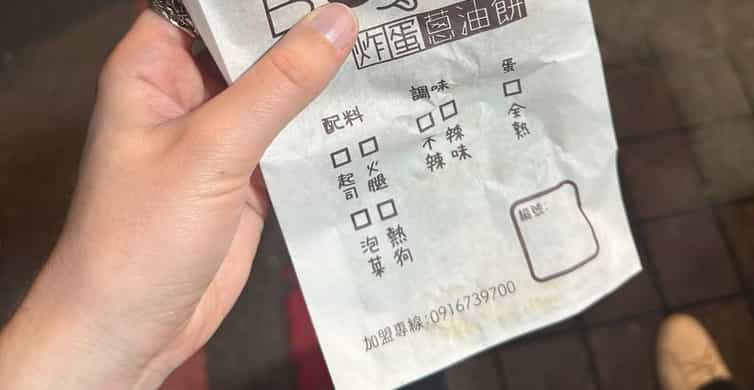 炸蛋蔥油餅
配料
調味
蛋
□起司
□火腿
□泡菜
□熱狗
□不辣
□辣味
□全熟
編號:
加盟專線:0916739700